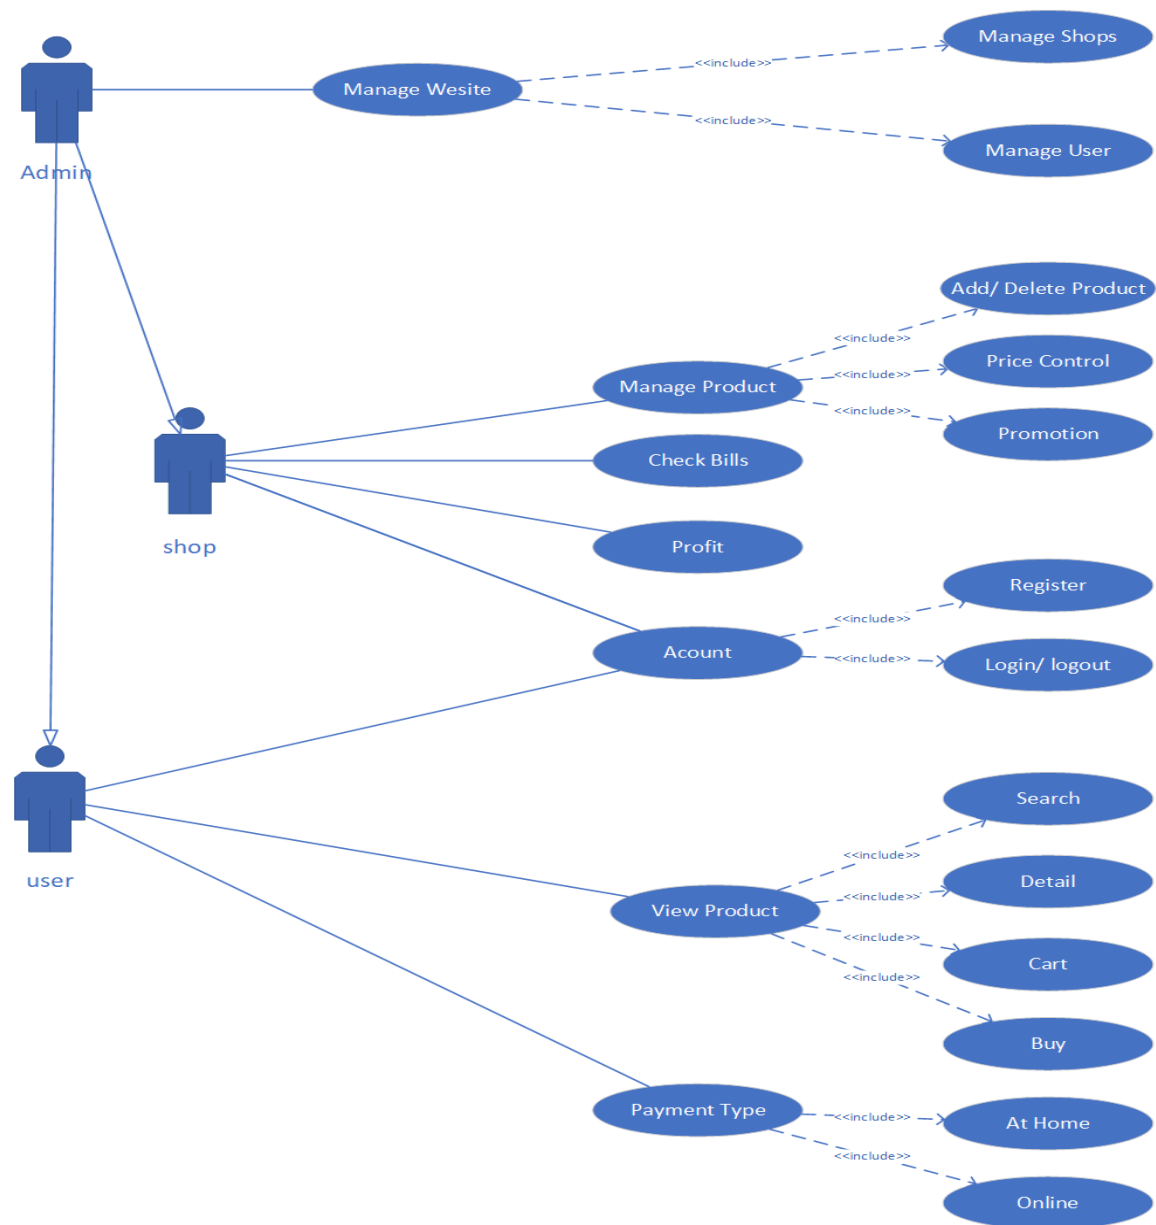 Manage Shops
<<include>>
Manage Wesite
<<include>>
Manage User
Admin
Add/ Delete Product
<<include>>
Price Control
<<include>>
Manage Product
<<include>>
Promotion
Check Bills
shop
Profit
Register
<<include>>
Acount
<<include>>
Login/ logout
Search
<<include>>
user
Detail
<<include>>
View Product
<<include>>
Cart
<<include>>
Buy
Payment Type
<<include>>
At Home
<<include>>
Online